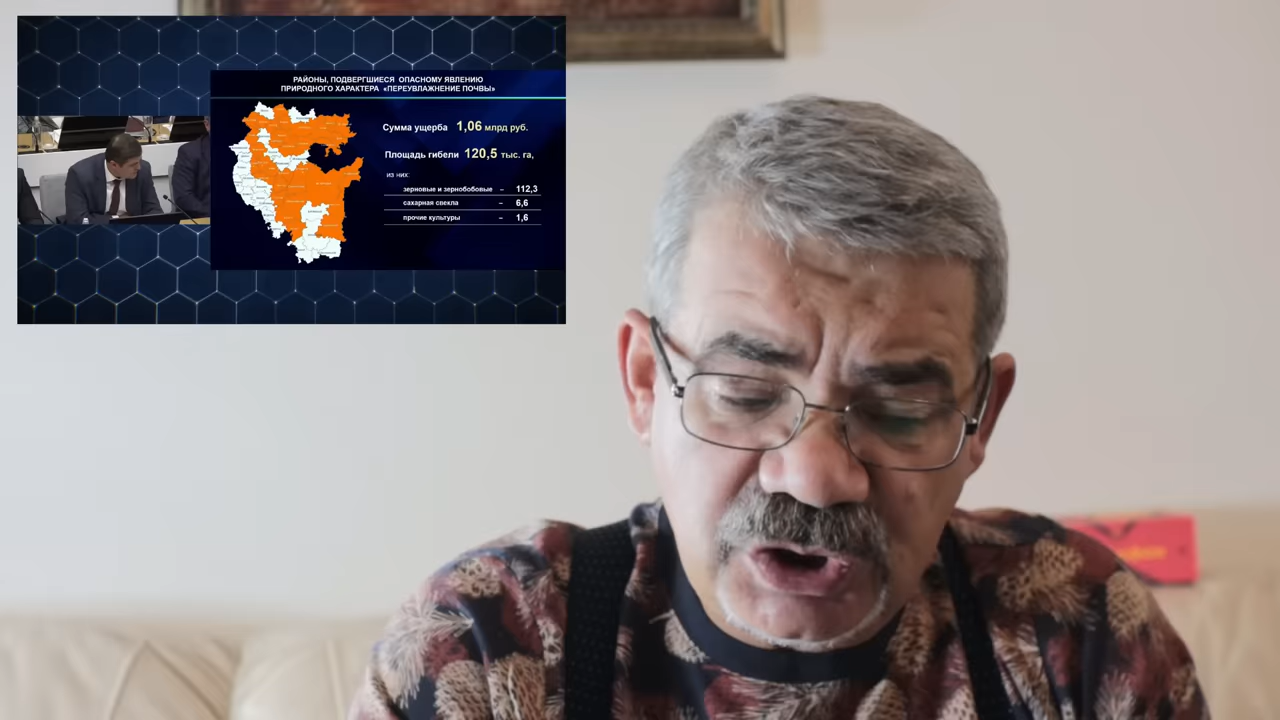 РАЙОНЫ, ПОДВЕРГШИЕСЯ ОПАСНОМУ ЯВЛЕНИЮ
ПРИРОДНОГО ХАРАКТЕРА «ПЕРЕУВЛАЖНЕНИЕ ПОЧВЫ»
Сумма ущерба 1,06 млрд руб.
Площадь гибели 120,5 тыс. га,
из них:
зерновые и зернобобовые – 112,3
сахарная свекла – 6,6
прочие культуры – 1,6